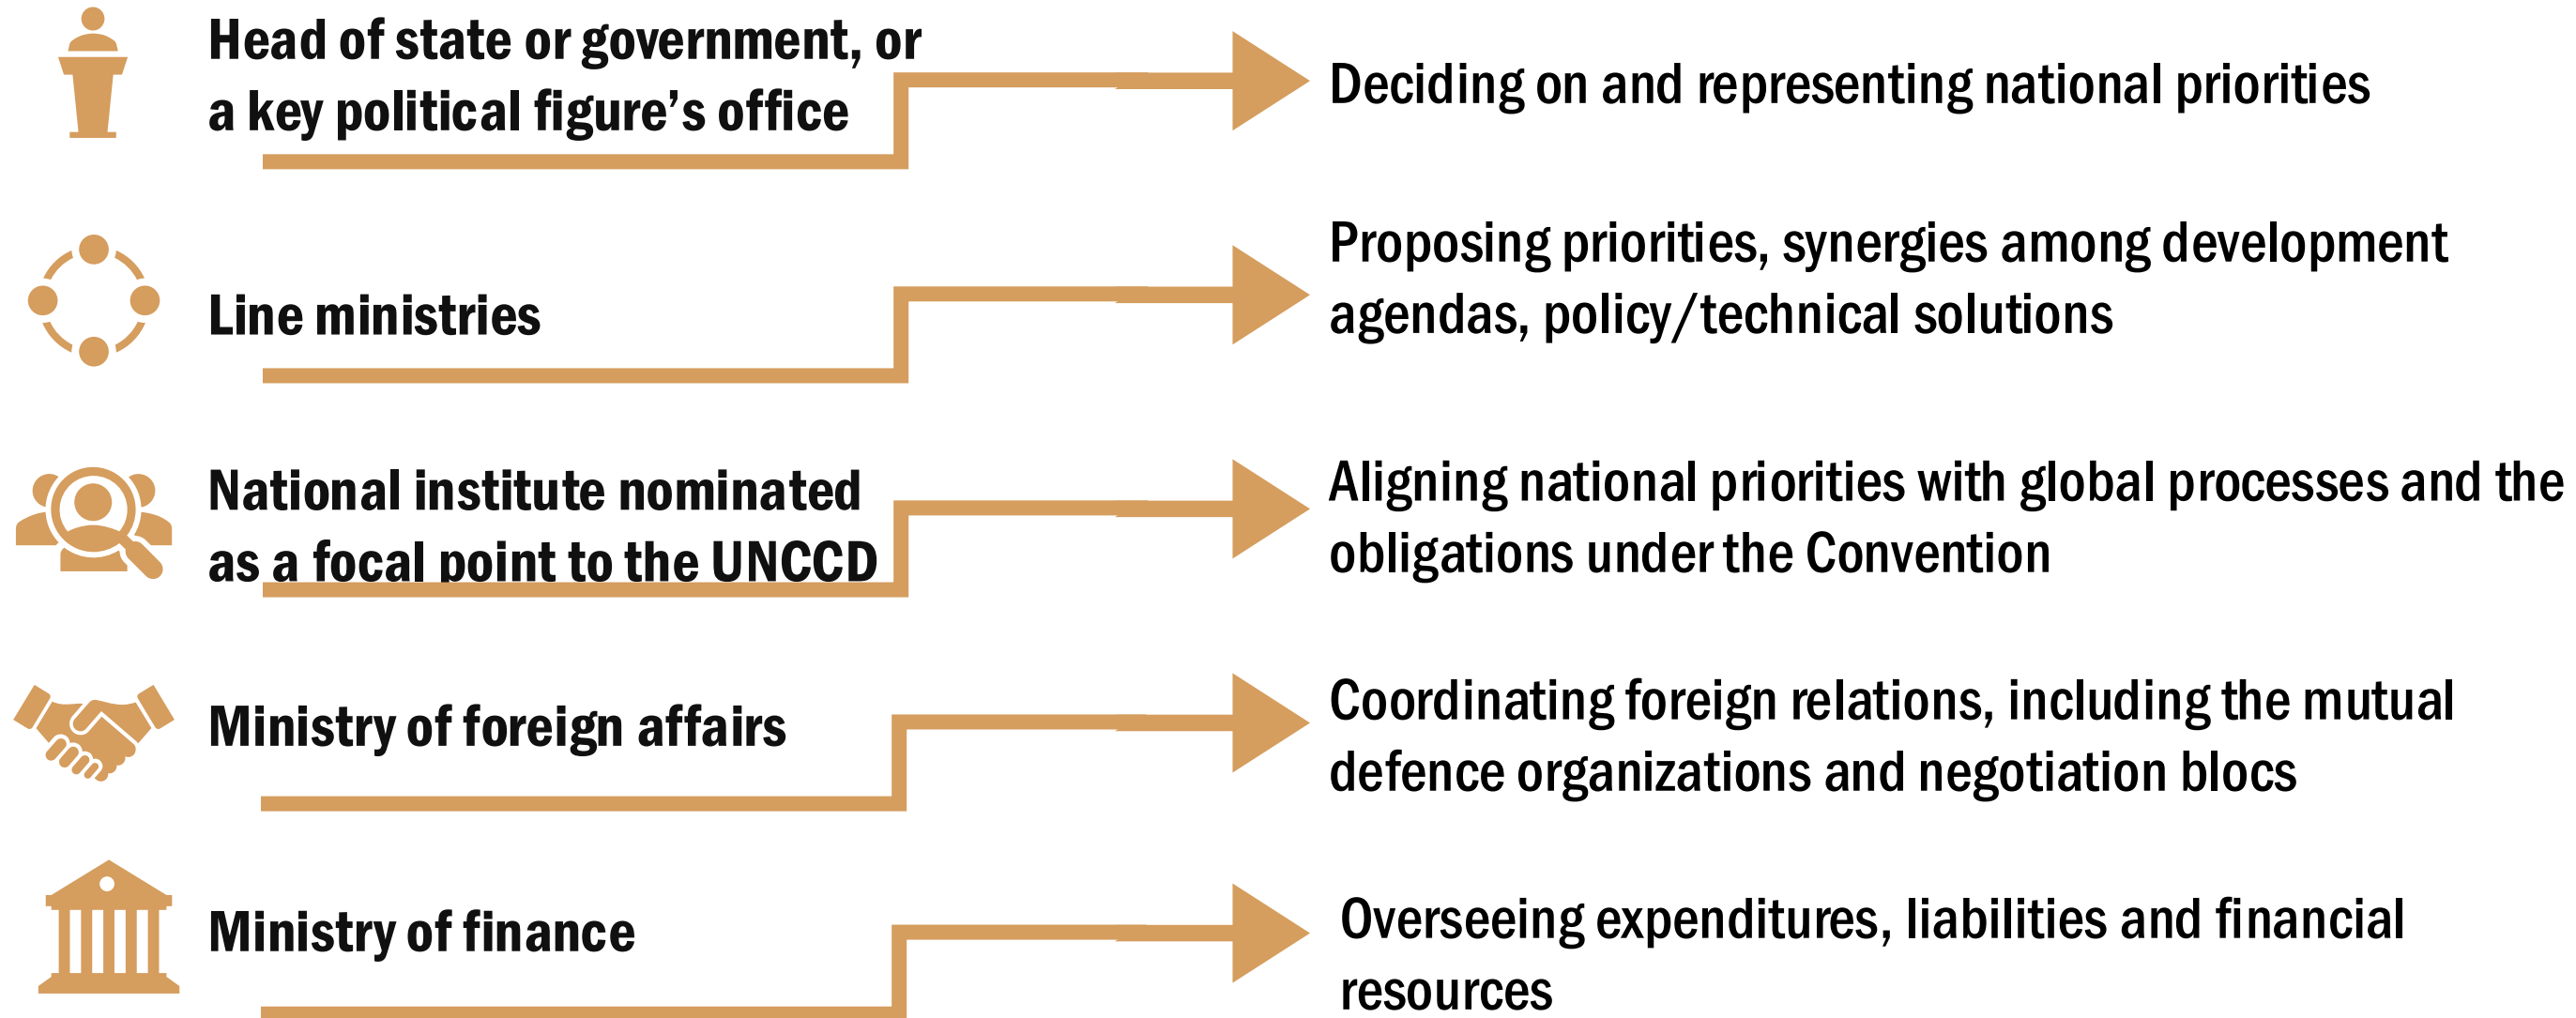 Head of state or government, or
a key political figure’s office
Deciding on and representing national priorities
Line ministries
Proposing priorities, synergies among development
agendas, policy/technical solutions
National institute nominated
as a focal point to the UNCCD
Aligning national priorities with global processes and the
obligations under the Convention
Ministry of foreign affairs
Coordinating foreign relations, including the mutual
defence organizations and negotiation blocs
Ministry of finance
Overseeing expenditures, liabilities and financial
resources